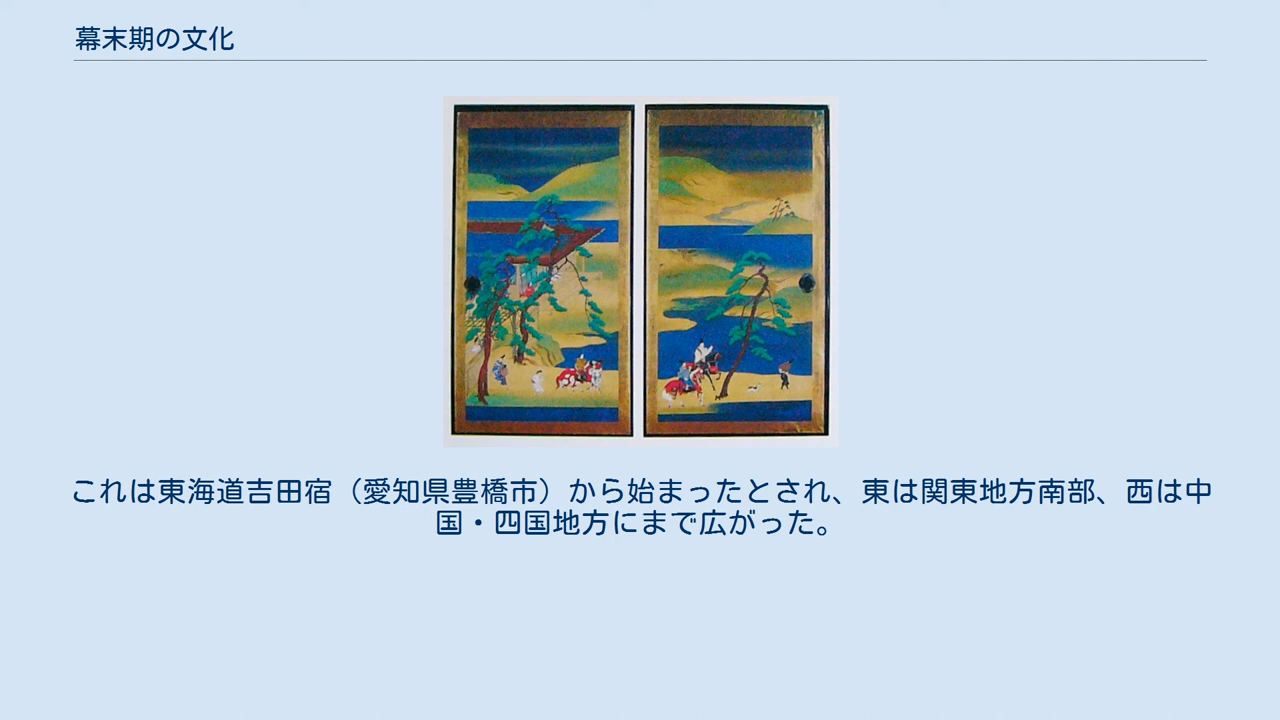 幕末期の文化
これは東海道吉田宿（愛知県豊橋市）から始まったとされ、東は関東地方南部、西は中
国・四国地方にまで広がった。